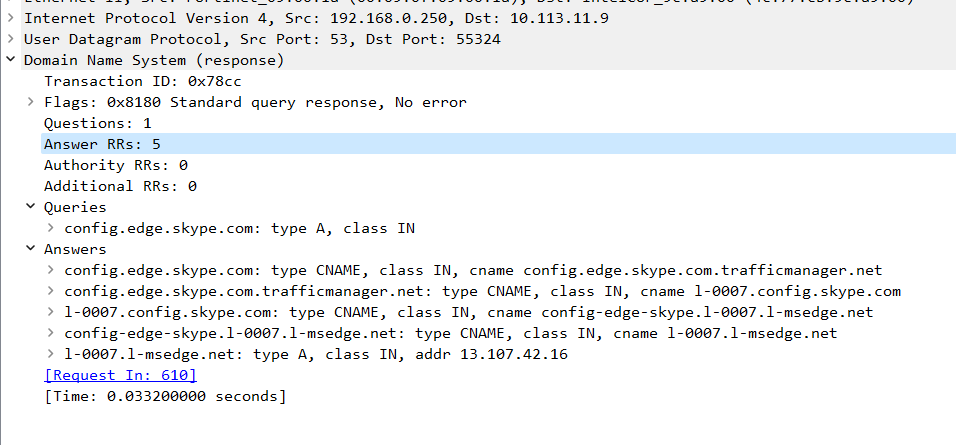 Internet Protocol Version 4, Src: 192.168.0.250, Dst: 10.113.11.9
User Datagram Protocol, Src Port: 53, Dst Port: 55324
Domain Name System (response)
Transaction ID: 0x78cc
Flags: 0x8180 Standard query response, No error
Questions: 1
Answer RRs: 5
Authority RRs: 0
Additional RRs: 0
Queries
config.edge.skype.com: type A, class IN
Answers
config.edge.skype.com: type CNAME, class IN, cname config.edge.skype.com.trafficmanager.net
config.edge.skype.com.trafficmanager.net: type CNAME, class IN, cname l-0007.config.skype.com
l-0007.config.skype.com: type CNAME, class IN, cname config-edge-skype.l-0007.l-msedge.net
config-edge-skype.l-0007.l-msedge.net: type CNAME, class IN, cname l-0007.l-msedge.net
l-0007.l-msedge.net: type A, class IN, addr 13.107.42.16
[Request In: 610]
[Time: 0.033200000 seconds]